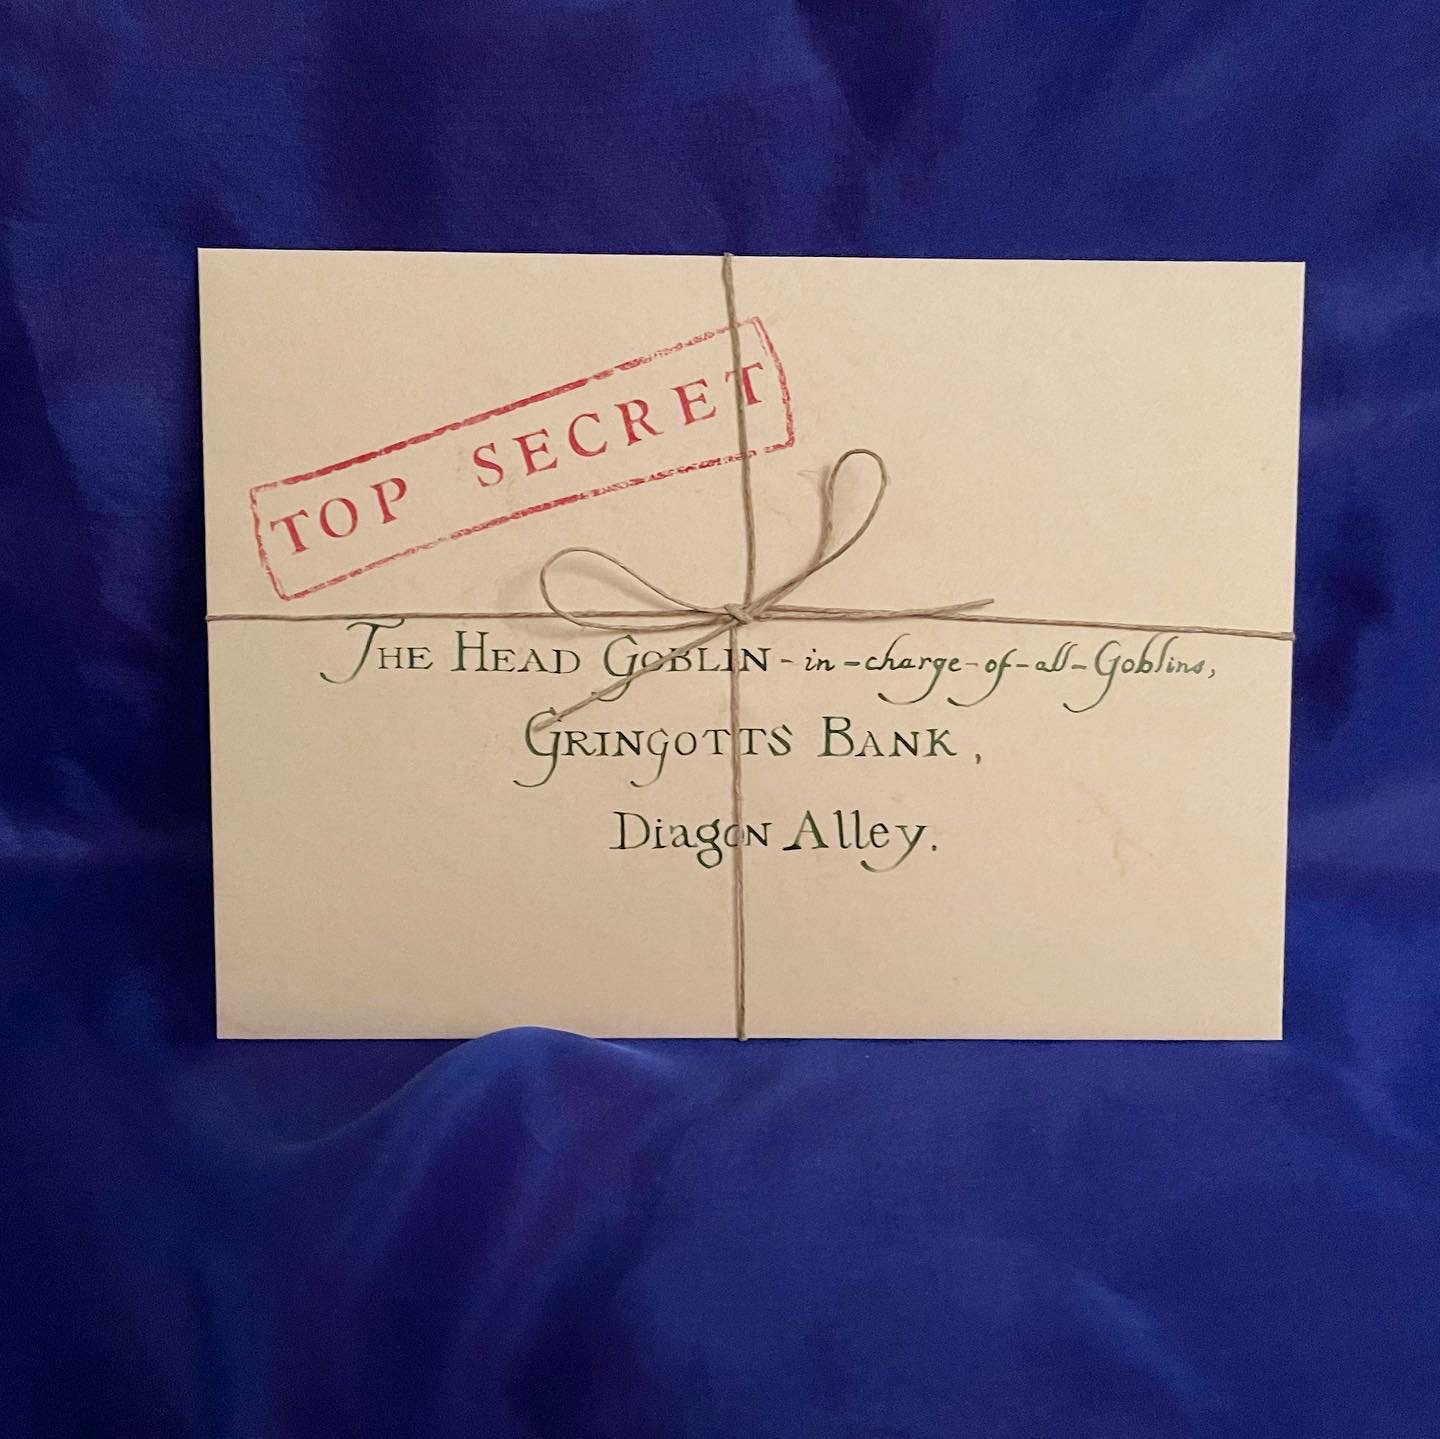 TOP SECRET
THE HEAD GOBLIN-in-charge-of-all-Goblins,
GRINGOTTS BANK,
Diagon Alley.